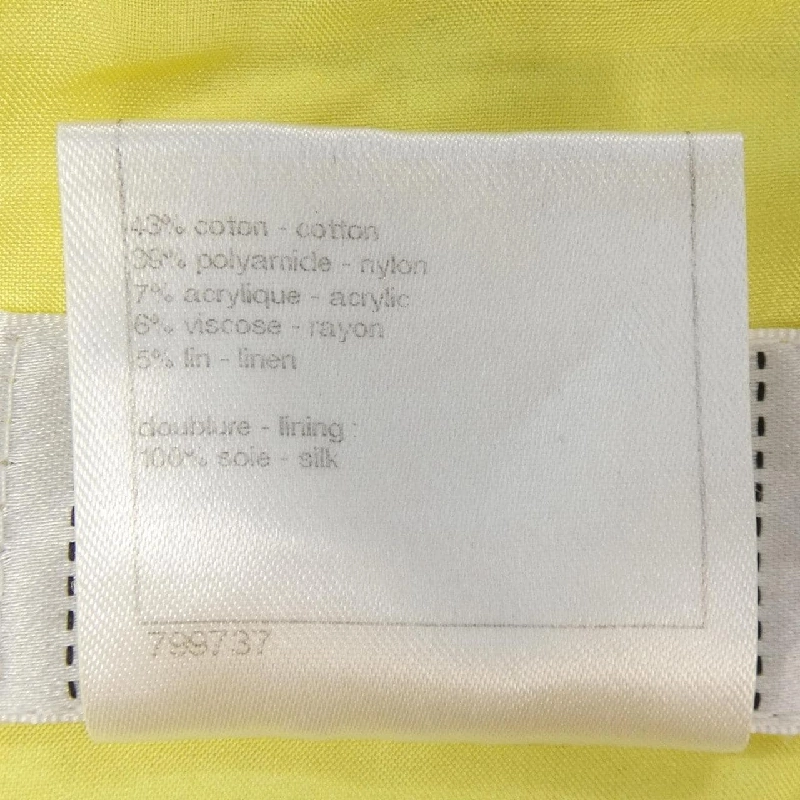 43% coton - cotton
39% polyamide - nylon
7% acrylique - acrylic
6% viscose - rayon
5% lin - linen
doublure - lining :
100% soie - silk
799737